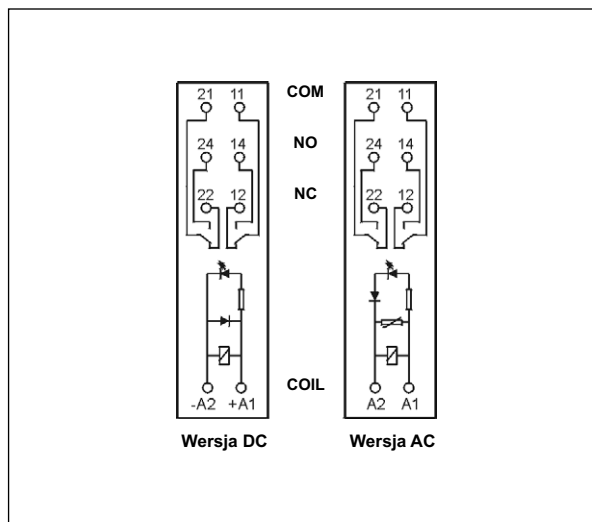 21 11 COM 21 11
24 14 NO 24 14
22 12 NC 22 12
COIL
-A2 +A1 A2 A1
Wersja DC Wersja AC